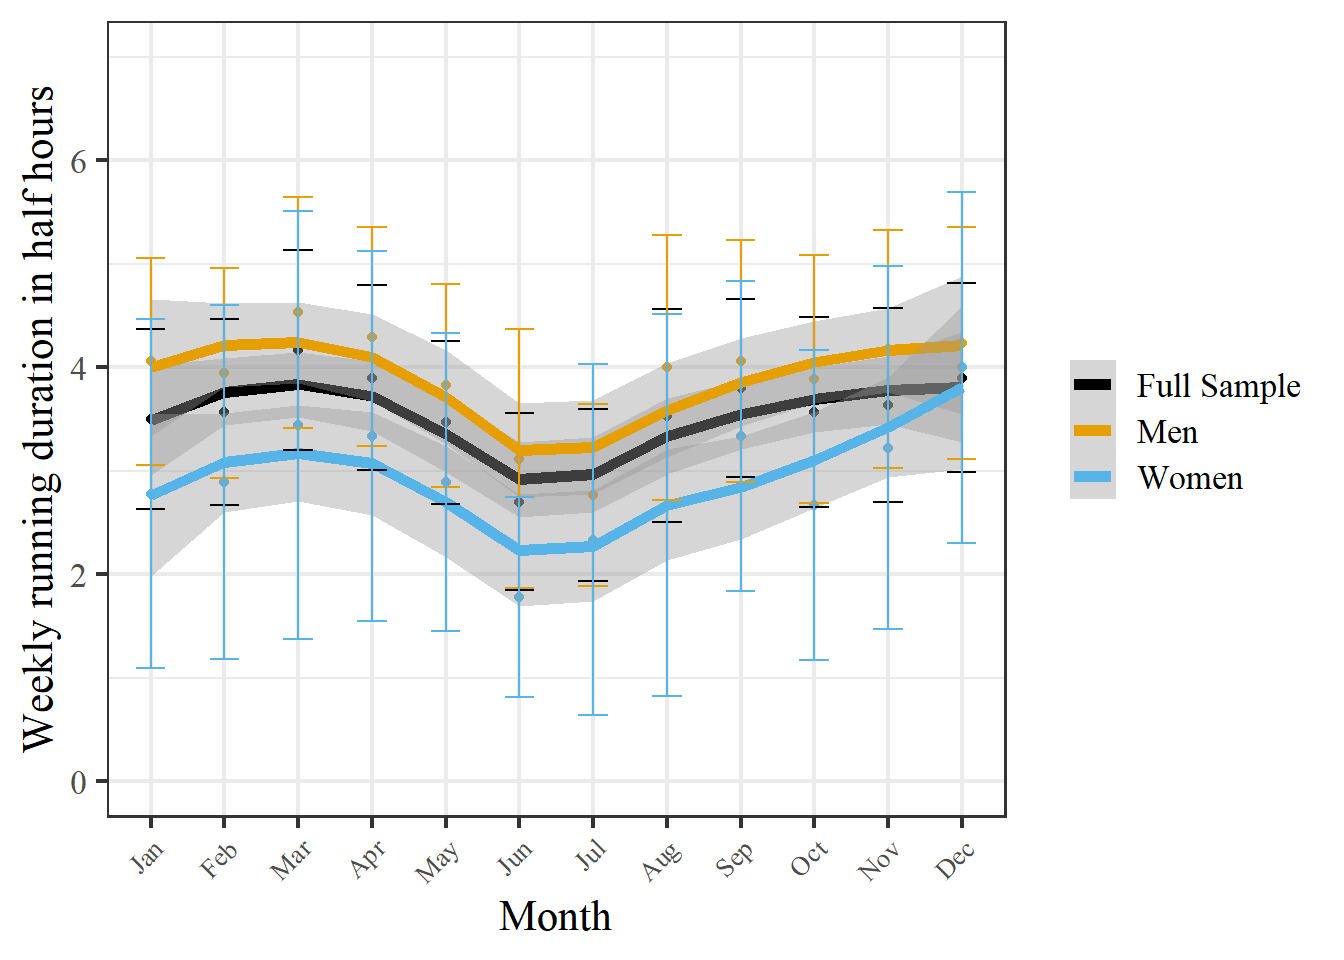 Weekly running duration in half hours
6
4
2
0
Jan
Feb
Mar
Apr
May
Jun
Jul
Aug
Sep
Oct
Nov
Dec
Month
Full Sample
Men
Women